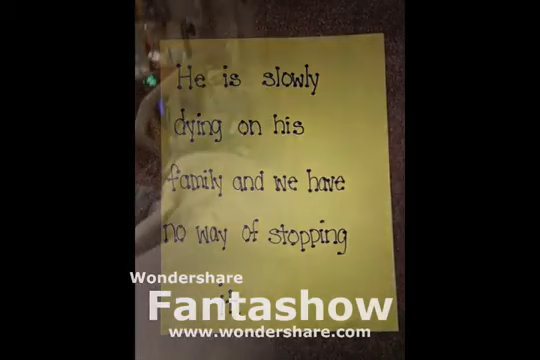 He is slowly
dying on his
family and we have
no way of stopping
it
Wondershare
Fantashow
www.wondershare.com